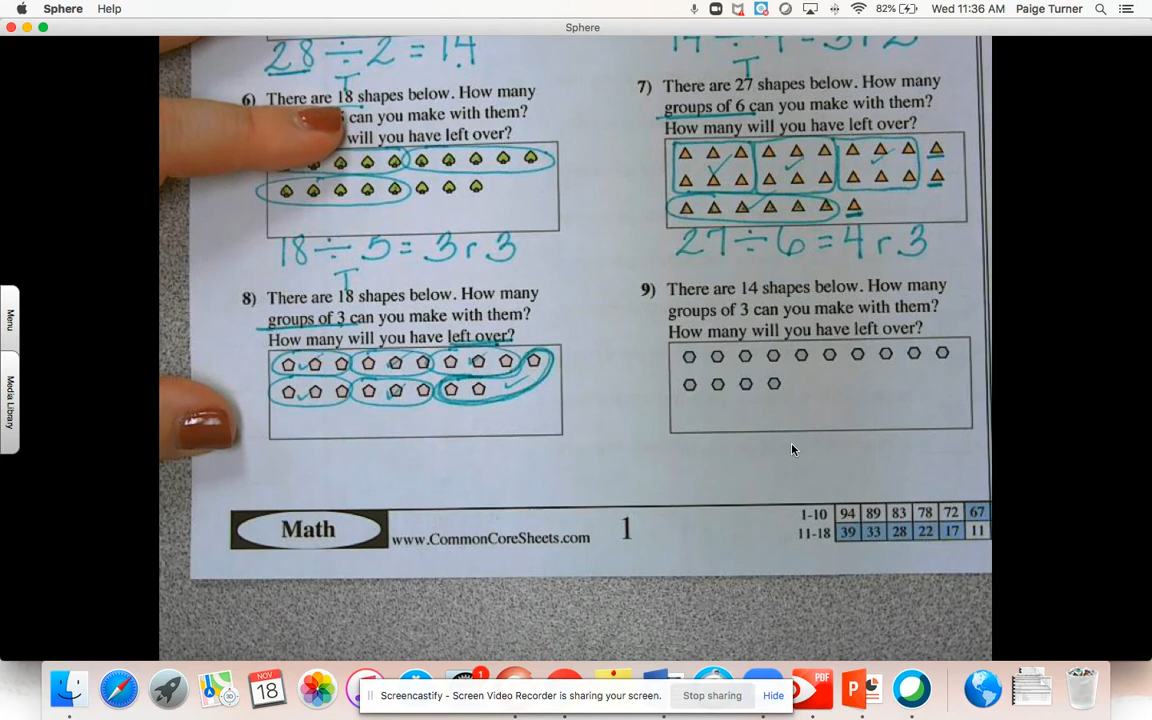 Sphere Help 82% Wed 11:36 AM Paige Turner
Sphere
28 ÷ 2 = 14
6) There are 18 shapes below. How many
can you make with them?
will you have left over?
18 ÷ 5 = 3 r 3
7) There are 27 shapes below. How many
groups of 6 can you make with them?
How many will you have left over?
27 ÷ 6 = 4 r 3
8) There are 18 shapes below. How many
groups of 3 can you make with them?
How many will you have left over?
9) There are 14 shapes below. How many
groups of 3 can you make with them?
How many will you have left over?
Math www.CommonCoreSheets.com 1
1-10 94 89 83 78 72 67
11-18 39 33 28 22 17 11
Menu
Media Library
NOV
18
1
PDF
P
Screencastify - Screen Video Recorder is sharing your screen. Stop sharing Hide